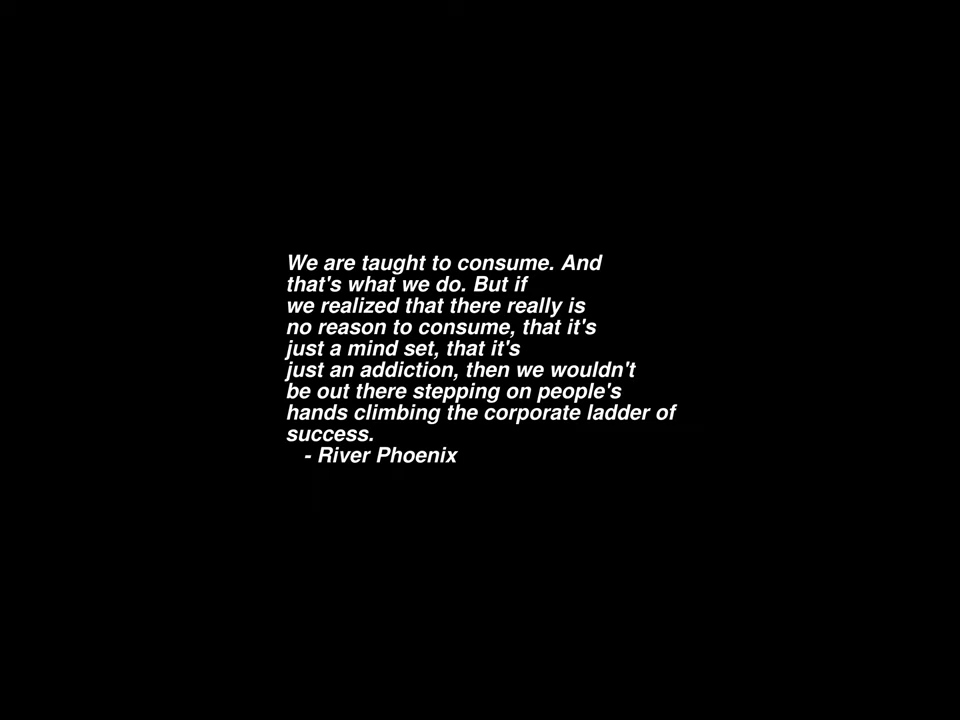 We are taught to consume. And
that's what we do. But if
we realized that there really is
no reason to consume, that it's
just a mind set, that it's
just an addiction, then we wouldn't
be out there stepping on people's
hands climbing the corporate ladder of
success.
- River Phoenix